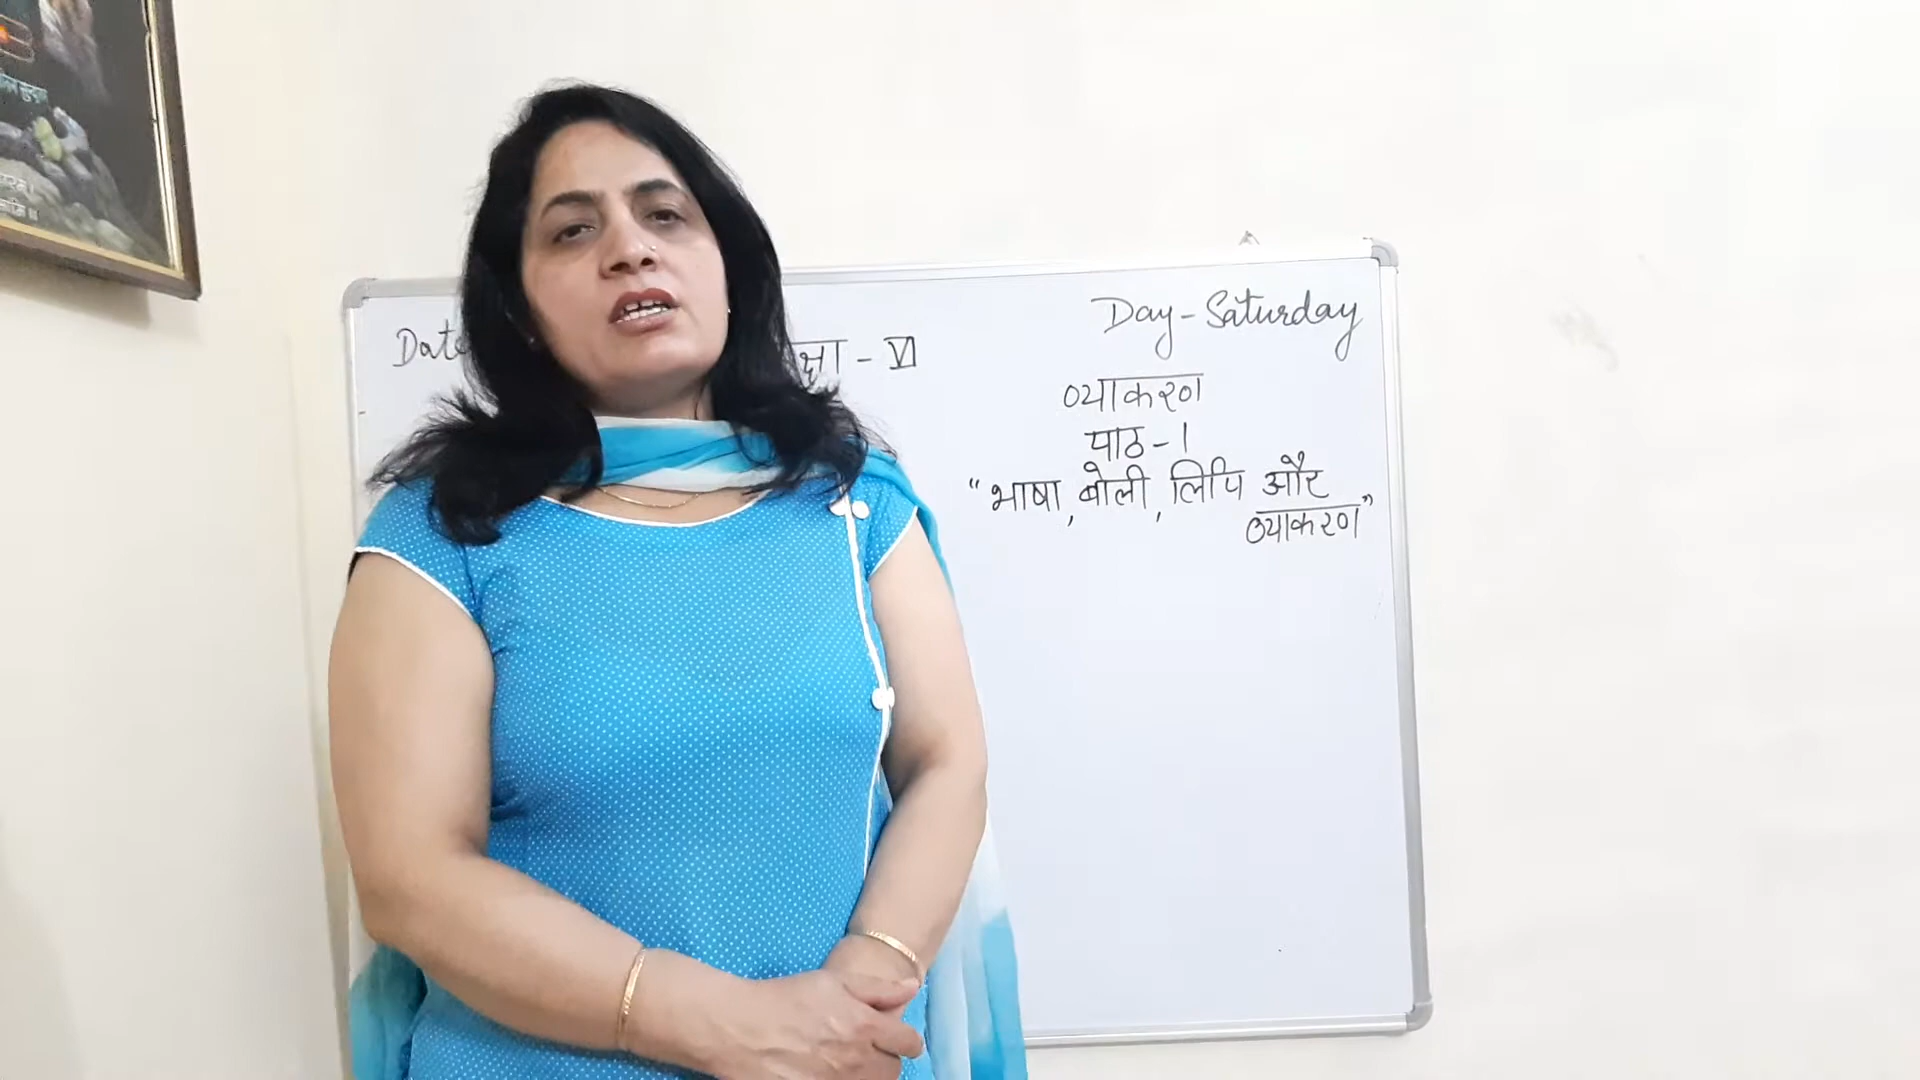 Day - Saturday
Date
क्षा - VI
व्याकरण
पाठ - 1
"भाषा, बोली, लिपि और
व्याकरण"